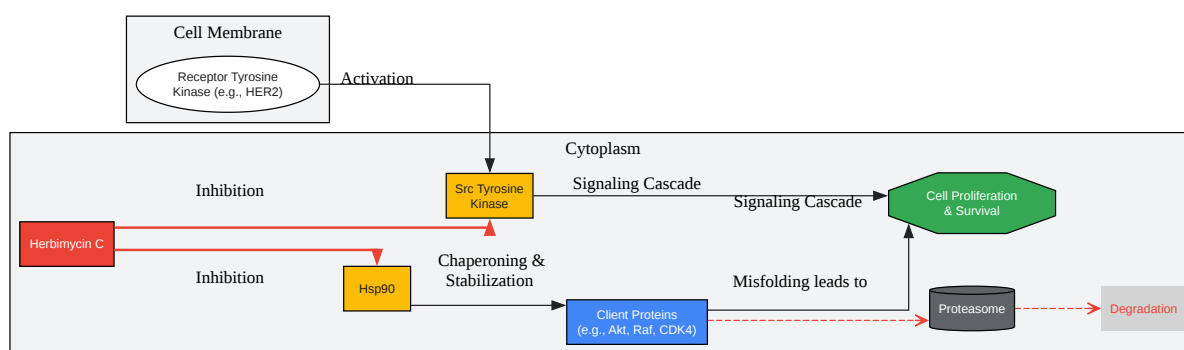 Cell Membrane
Receptor Tyrosine
Kinase (e.g., HER2)
Activation
Cytoplasm
Inhibition
Src Tyrosine
Kinase
Signaling Cascade
Signaling Cascade
Cell Proliferation
& Survival
Herbimycin C
Inhibition
Hsp90
Chaperoning &
Stabilization
Client Proteins
(e.g., Akt, Raf, CDK4)
Misfolding leads to
Proteasome
Degradation